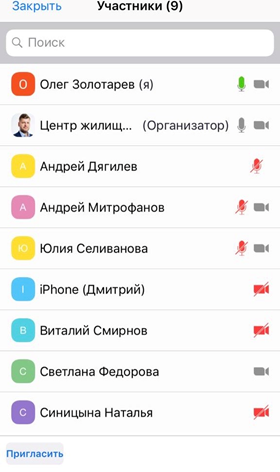 Закрыть Участники (9)
Поиск
О Олег Золотарев (я)
Центр жилищ... (Организатор)
А Андрей Дягилев
А Андрей Митрофанов
Ю Юлия Селиванова
I iPhone (Дмитрий)
В Виталий Смирнов
С Светлана Федорова
С Синицына Наталья
Пригласить